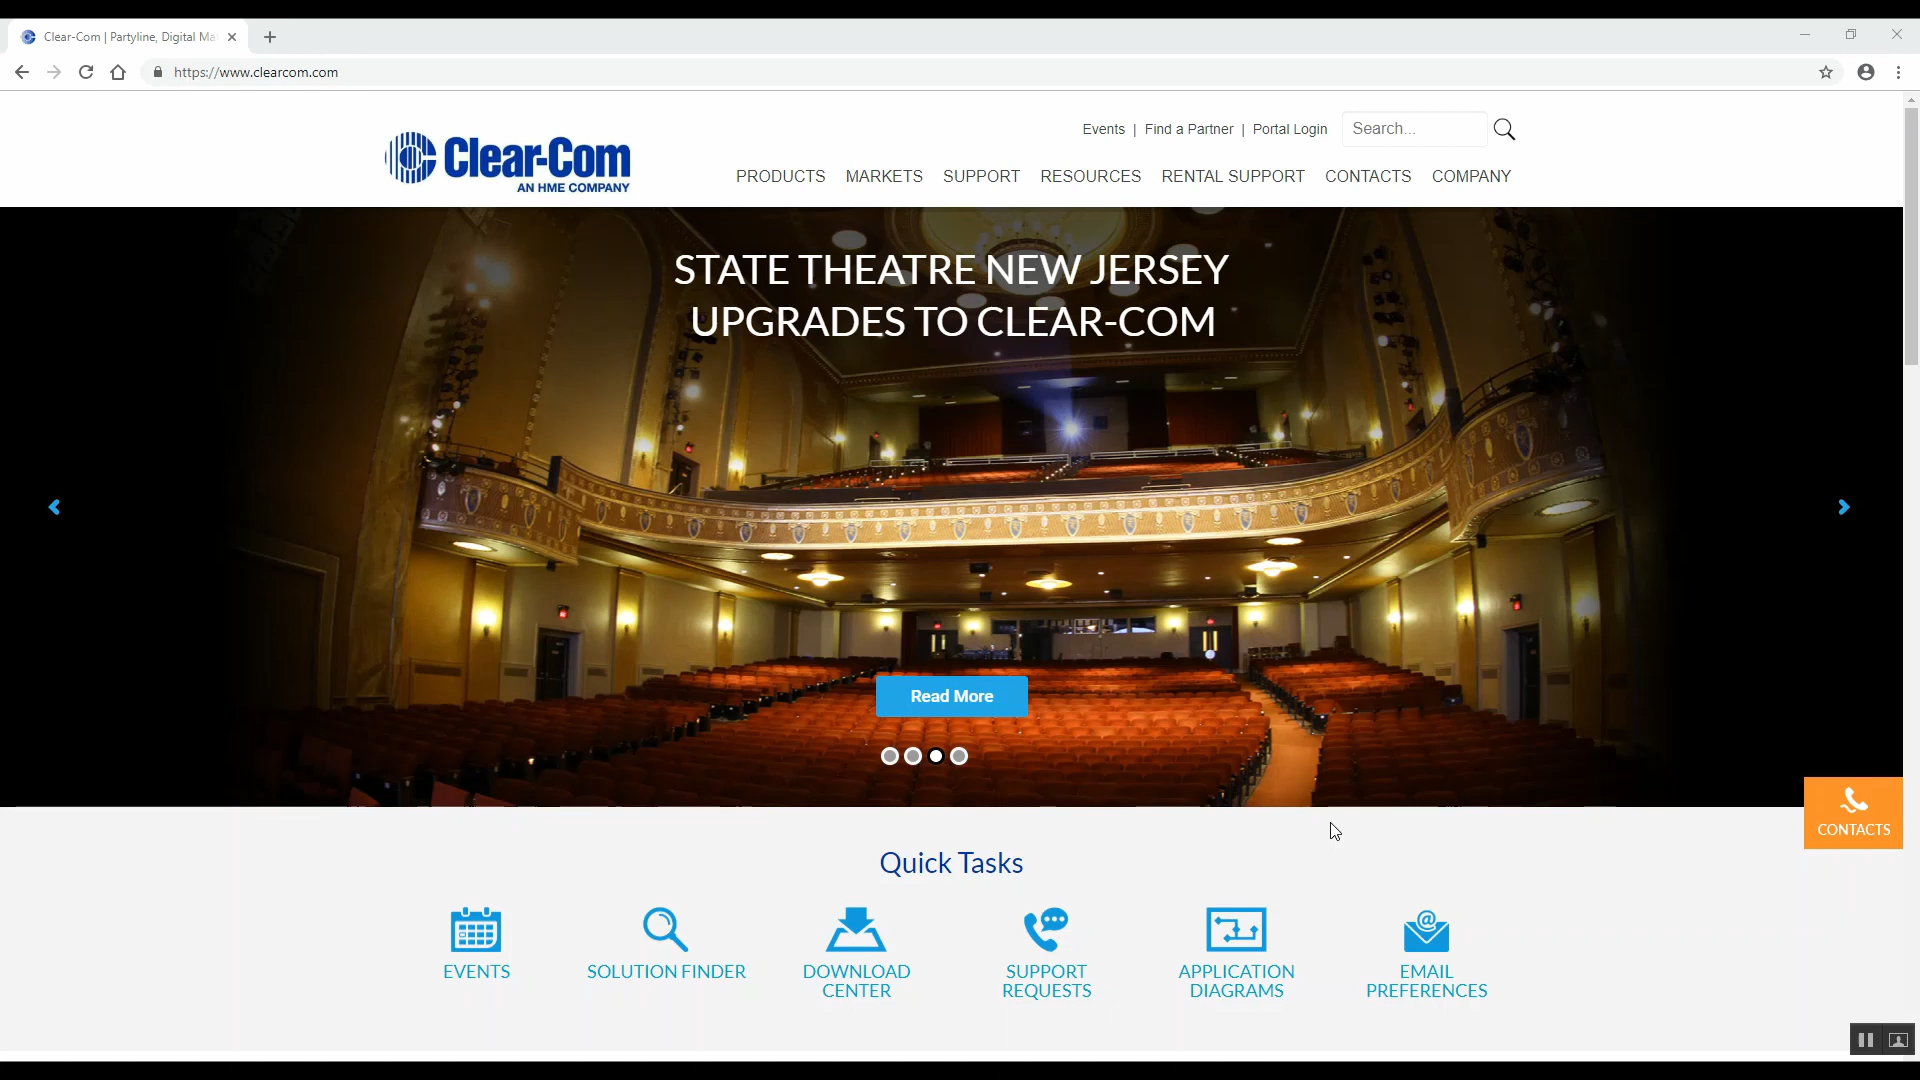 Clear-Com | Partyline, Digital Ma
https://www.clearcom.com
Events | Find a Partner | Portal Login
Search...
Clear-Com
AN HME COMPANY
PRODUCTS MARKETS SUPPORT RESOURCES RENTAL SUPPORT CONTACTS COMPANY
STATE THEATRE NEW JERSEY
UPGRADES TO CLEAR-COM
Read More
CONTACTS
Quick Tasks
EVENTS
SOLUTION FINDER
DOWNLOAD
CENTER
SUPPORT
REQUESTS
APPLICATION
DIAGRAMS
EMAIL
PREFERENCES